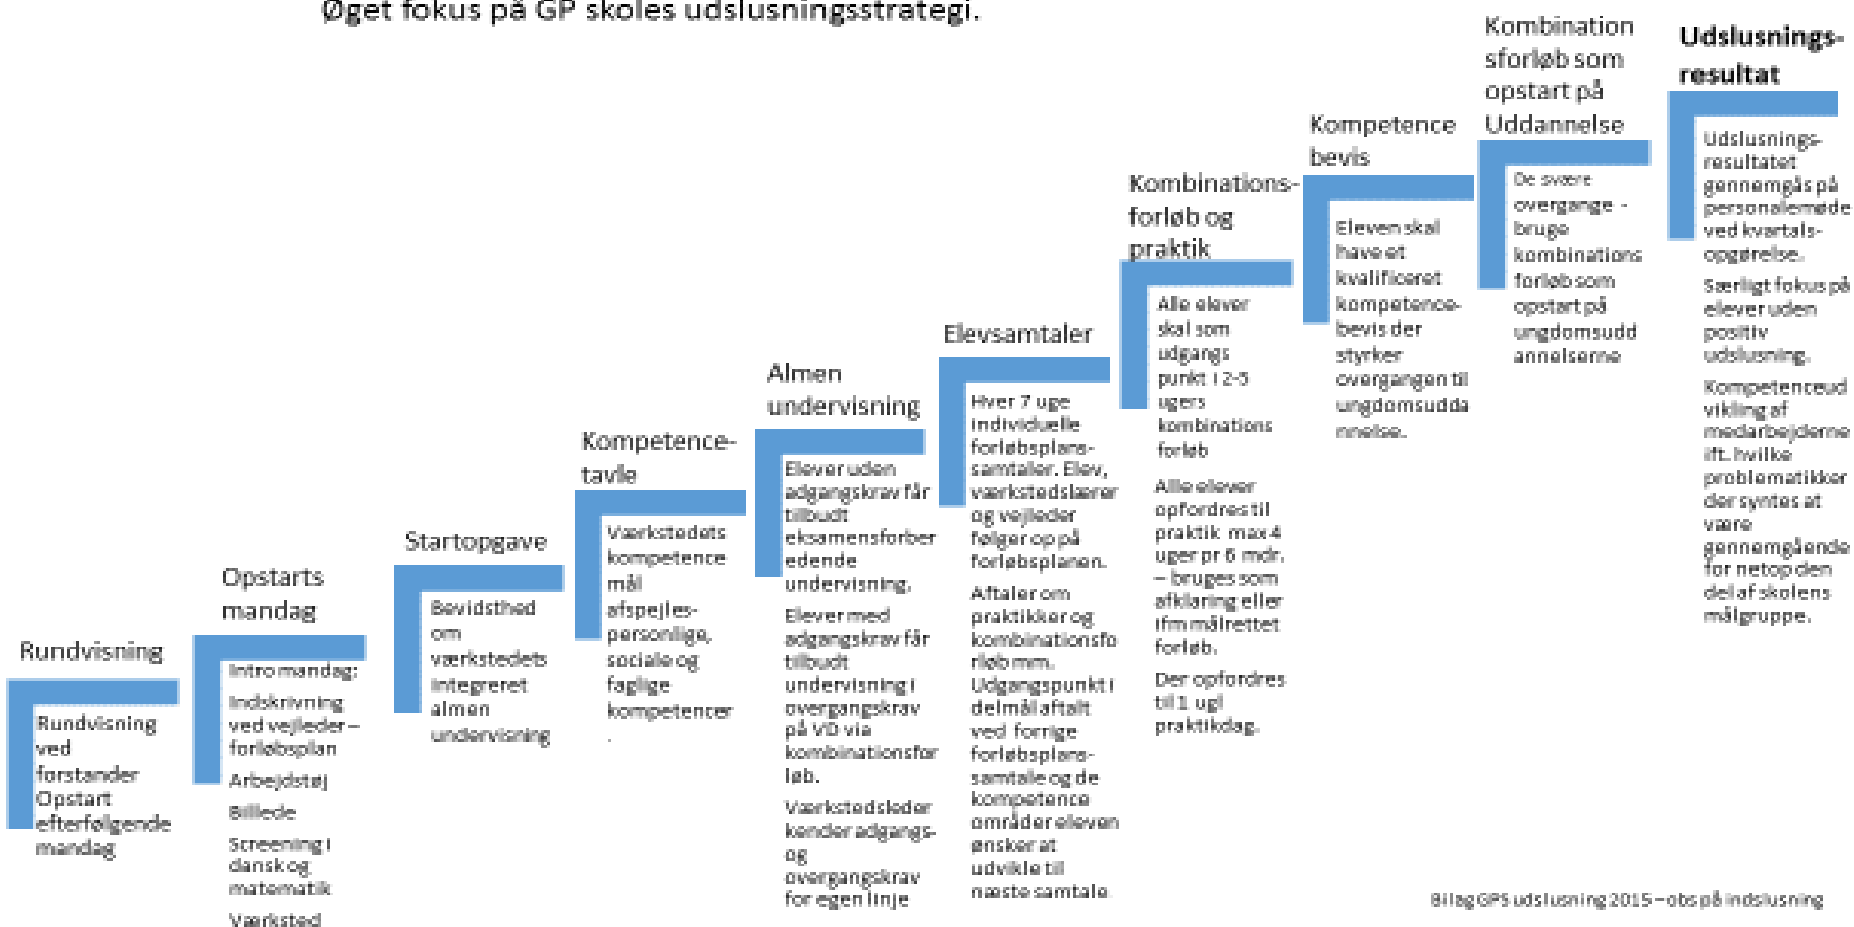 Øget fokus på GP skoles udslusningsstrategi.
Rundvisning
Rundvisning
ved
forstander
Opstart
efterfølgende
mandag
Opstarts
mandag
Intro mandag:
Indskrivning
ved vejleder –
forløbsplan
Arbejdstøj
Billede
Screening i
dansk og
matematik
Værksted
Startopgave
Bevidsthed
om
værkstedets
integreret
almen
undervisning
Kompetence-
tavle
Værkstedets
kompetence
mål
afspejles-
personlige,
sociale og
faglige
kompetencer
.
Almen
undervisning
Elever uden
adgangskrav får
tilbudt
eksamensforber
edende
undervisning.
Elever med
adgangskrav får
tilbudt
undervisning i
overgangskrav
på VD via
kombinationsfor
løb.
Værkstedsleder
kender adgangs-
og
overgangskrav
for egen linje
Elevsamtaler
Hver 7 uge
individuelle
forløbsplans-
samtaler. Elev,
værkstedslærer
og vejleder
følger op på
forløbsplanen.
Aftaler om
praktikker og
kombinationsfo
rløb mm.
Udgangspunkt i
delmål aftalt
ved forrige
forløbsplans-
samtale og de
kompetence
områder eleven
ønsker at
udvikle til
næste samtale.
Kombinations-
forløb og
praktik
Alle elever
skal som
udgangs
punkt i 2-5
ugers
kombinations
forløb
Alle elever
opfordres til
praktik max 4
uger pr 6 mdr.
– bruges som
afklaring eller
ifm målrettet
forløb.
Der opfordres
til 1 ugl
praktikdag.
Kompetence
bevis
Eleven skal
have et
kvalificeret
kompetence-
bevis der
styrker
overgangen til
ungdomsudda
nnelse.
Kombination
sforløb som
opstart på
Uddannelse
De svære
overgange -
bruge
kombinations
forløb som
opstart på
ungdomsudd
annelserne
Udslusnings-
resultat
Udslusnings-
resultatet
gennemgås på
personalemøde
ved kvartals-
opgørelse.
Særligt fokus på
elever uden
positiv
udslusning.
Kompetenceud
vikling af
medarbejderne
ift. hvilke
problematikker
der syntes at
være
gennemgående
for netop den
del af skolens
målgruppe.
Bilag GPS udslusning 2015 – obs på indslusning